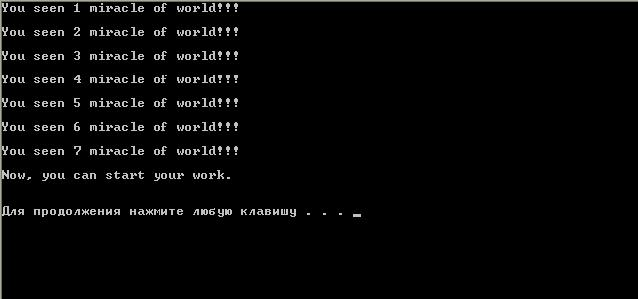 You seen 1 miracle of world!!!
You seen 2 miracle of world!!!
You seen 3 miracle of world!!!
You seen 4 miracle of world!!!
You seen 5 miracle of world!!!
You seen 6 miracle of world!!!
You seen 7 miracle of world!!!
Now, you can start your work.
Для продолжения нажмите любую клавишу . . . _